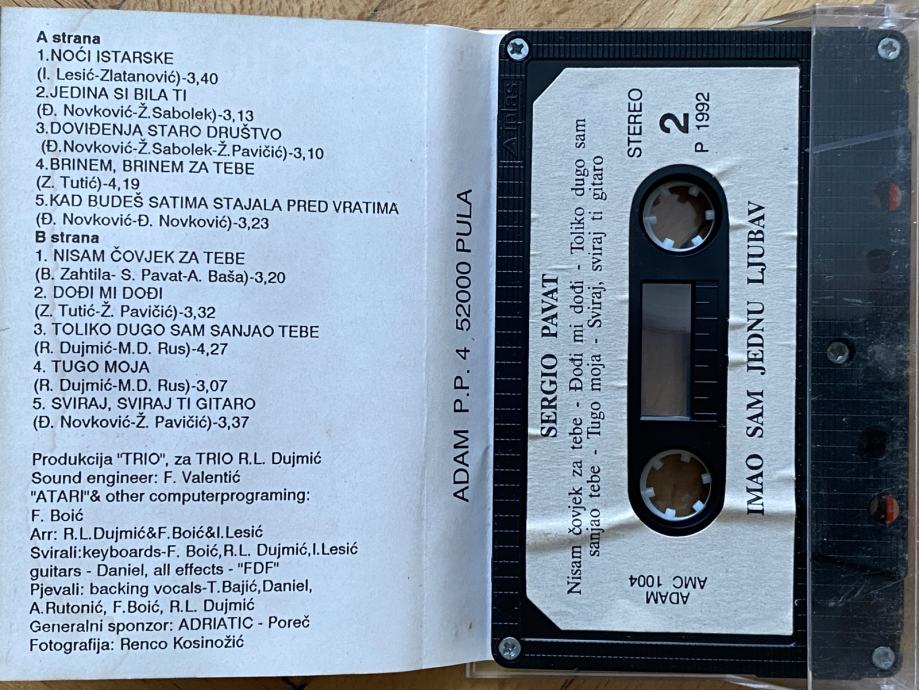 A strana
1.NOĆI ISTARSKE
(I. Lesić-Zlatanović)-3,40
2.JEDINA SI BILA TI
(Đ. Novković-Ž.Sabolek)-3,13
3.DOVIĐENJA STARO DRUŠTVO
(Đ.Novković-Ž.Sabolek-Ž.Pavičić)-3,10
4.BRINEM, BRINEM ZA TEBE
(Z. Tutić)-4,19
5.KAD BUDEŠ SATIMA STAJALA PRED VRATIMA
(Đ. Novković-Đ. Novković)-3,23
B strana
1. NISAM ČOVJEK ZA TEBE
(B. Zahtila- S. Pavat-A. Baša)-3,20
2. DOĐI MI DOĐI
(Z. Tutić-Ž. Pavičić)-3,32
3. TOLIKO DUGO SAM SANJAO TEBE
(R. Dujmić-M.D. Rus)-4,27
4. TUGO MOJA
(R. Dujmić-M.D. Rus)-3,07
5. SVIRAJ, SVIRAJ TI GITARO
(Đ. Novković-Ž. Pavičić)-3,37
Produkcija "TRIO", za TRIO R.L. Dujmić
Sound engineer: F. Valentić
"ATARI"& other computerprograming:
F. Boić
Arr: R.L.Dujmić&F.Boić&I.Lesić
Svirali:keyboards-F. Boić,R.L. Dujmić,I.Lesić
guitars - Daniel, all effects - "FDF"
Pjevali: backing vocals-T.Bajić,Daniel,
A.Rutonić, F.Boić, R.L. Dujmić
Generalni sponzor: ADRIATIC - Poreč
Fotografija: Renco Kosinožić
ADAM P.P. 4 52000 PULA
SERGIO PAVAT
Nisam čovjek za tebe - Đođi mi dođi - Toliko dugo sam
sanjao tebe - Tugo moja - Sviraj, sviraj ti gitaro
STEREO
2
P 1992
ADAM
AMC 1004
IMAO SAM JEDNU LJUBAV